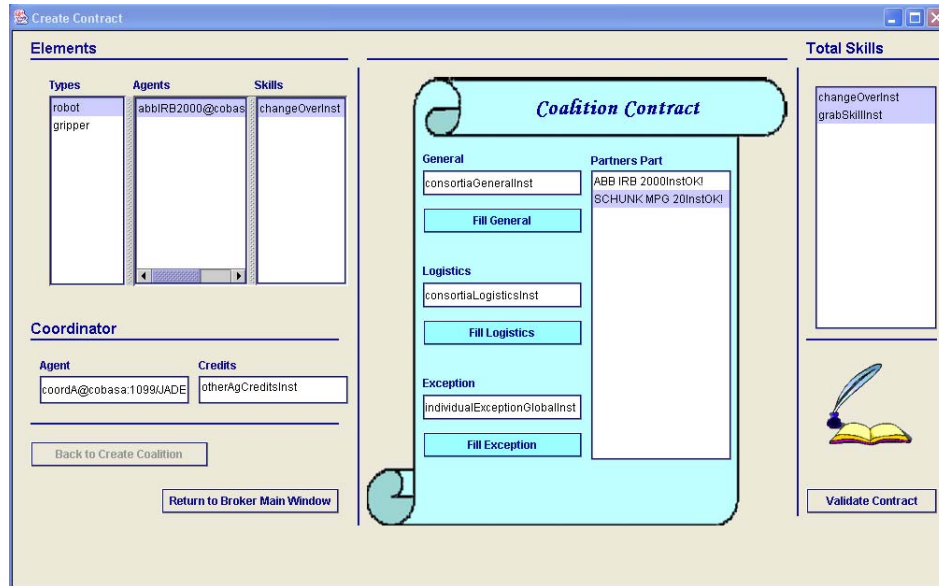 Create Contract
Elements
Types
Agents
Skills
robot
gripper
abbIRB2000@cobas
changeOverInst
Coordinator
Agent
Credits
coordA@cobasa:1099/JADE
otherAgCreditsInst
Back to Create Coalition
Return to Broker Main Window
Coalition Contract
General
consortiaGeneralInst
Fill General
Logistics
consortiaLogisticsInst
Fill Logistics
Exception
individualExceptionGlobalInst
Fill Exception
Partners Part
ABB IRB 2000InstOK!
SCHUNK MPG 20InstOK!
Total Skills
changeOverInst
grabSkillInst
Validate Contract